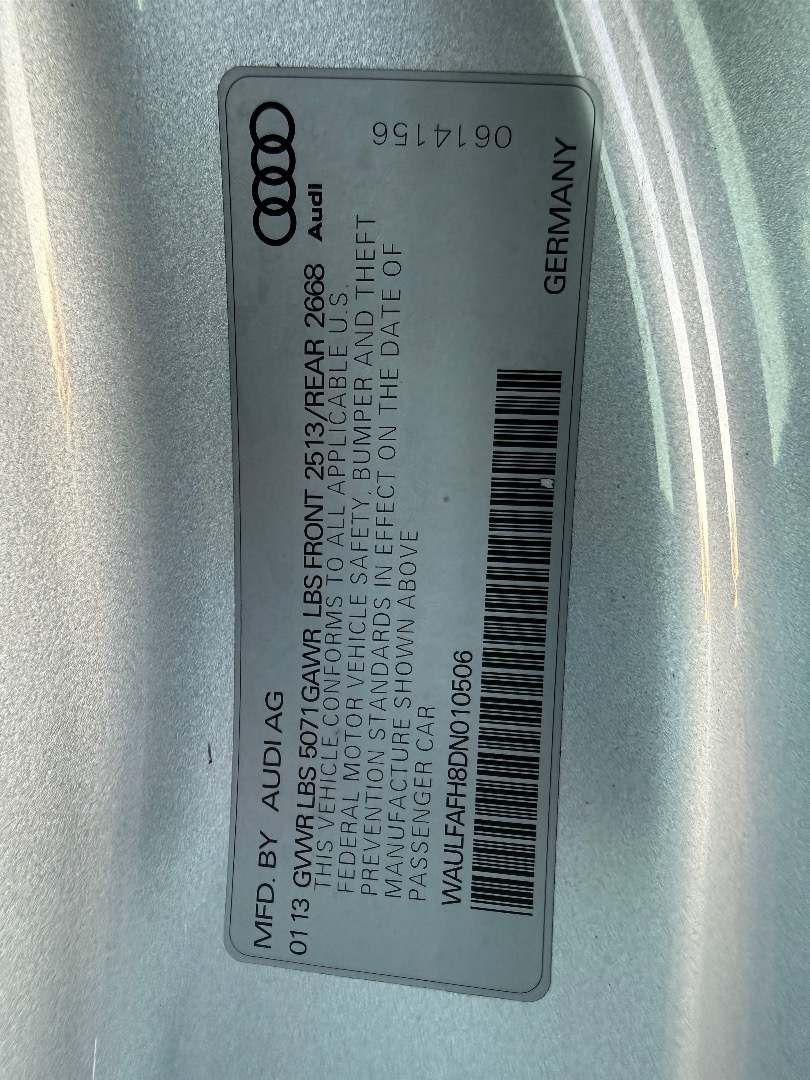 MFD. BY AUDI AG
Audi
01 13 GVWR LBS 5071 GAWR LBS FRONT 2513/REAR 2668
THIS VEHICLE CONFORMS TO ALL APPLICABLE U.S.
FEDERAL MOTOR VEHICLE SAFETY, BUMPER AND THEFT
PREVENTION STANDARDS IN EFFECT ON THE DATE OF
MANUFACTURE SHOWN ABOVE
PASSENGER CAR
WAULFAFH8DN010506
GERMANY
0614156